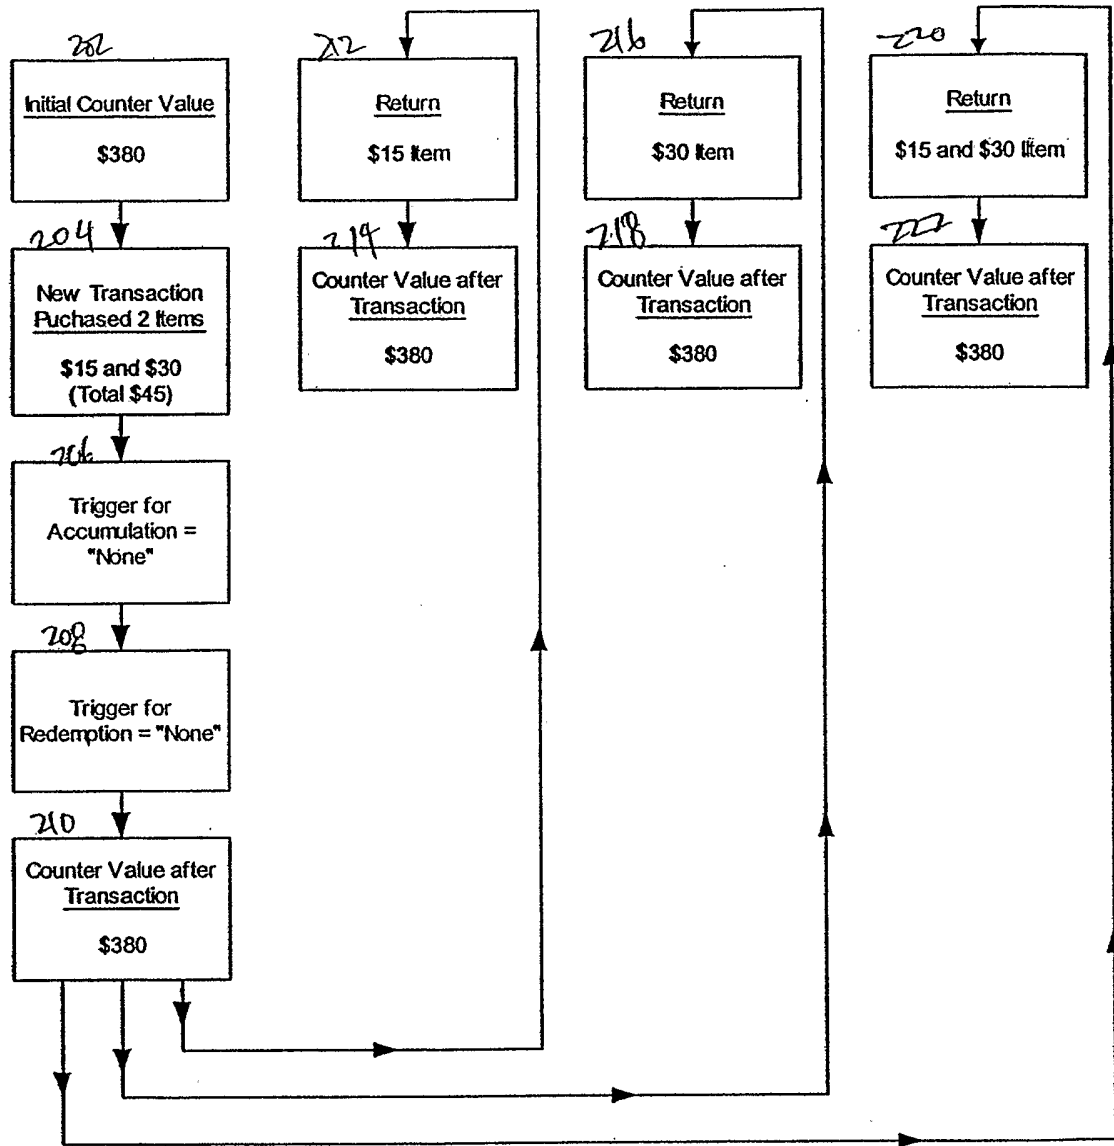 202
Initial Counter Value
$380
204
New Transaction
Puchased 2 Items
$15 and $30
(Total $45)
206
Trigger for
Accumulation =
"None"
208
Trigger for
Redemption = "None"
210
Counter Value after
Transaction
$380
212
Return
$15 Item
214
Counter Value after
Transaction
$380
216
Return
$30 Item
218
Counter Value after
Transaction
$380
220
Return
$15 and $30 Item
222
Counter Value after
Transaction
$380